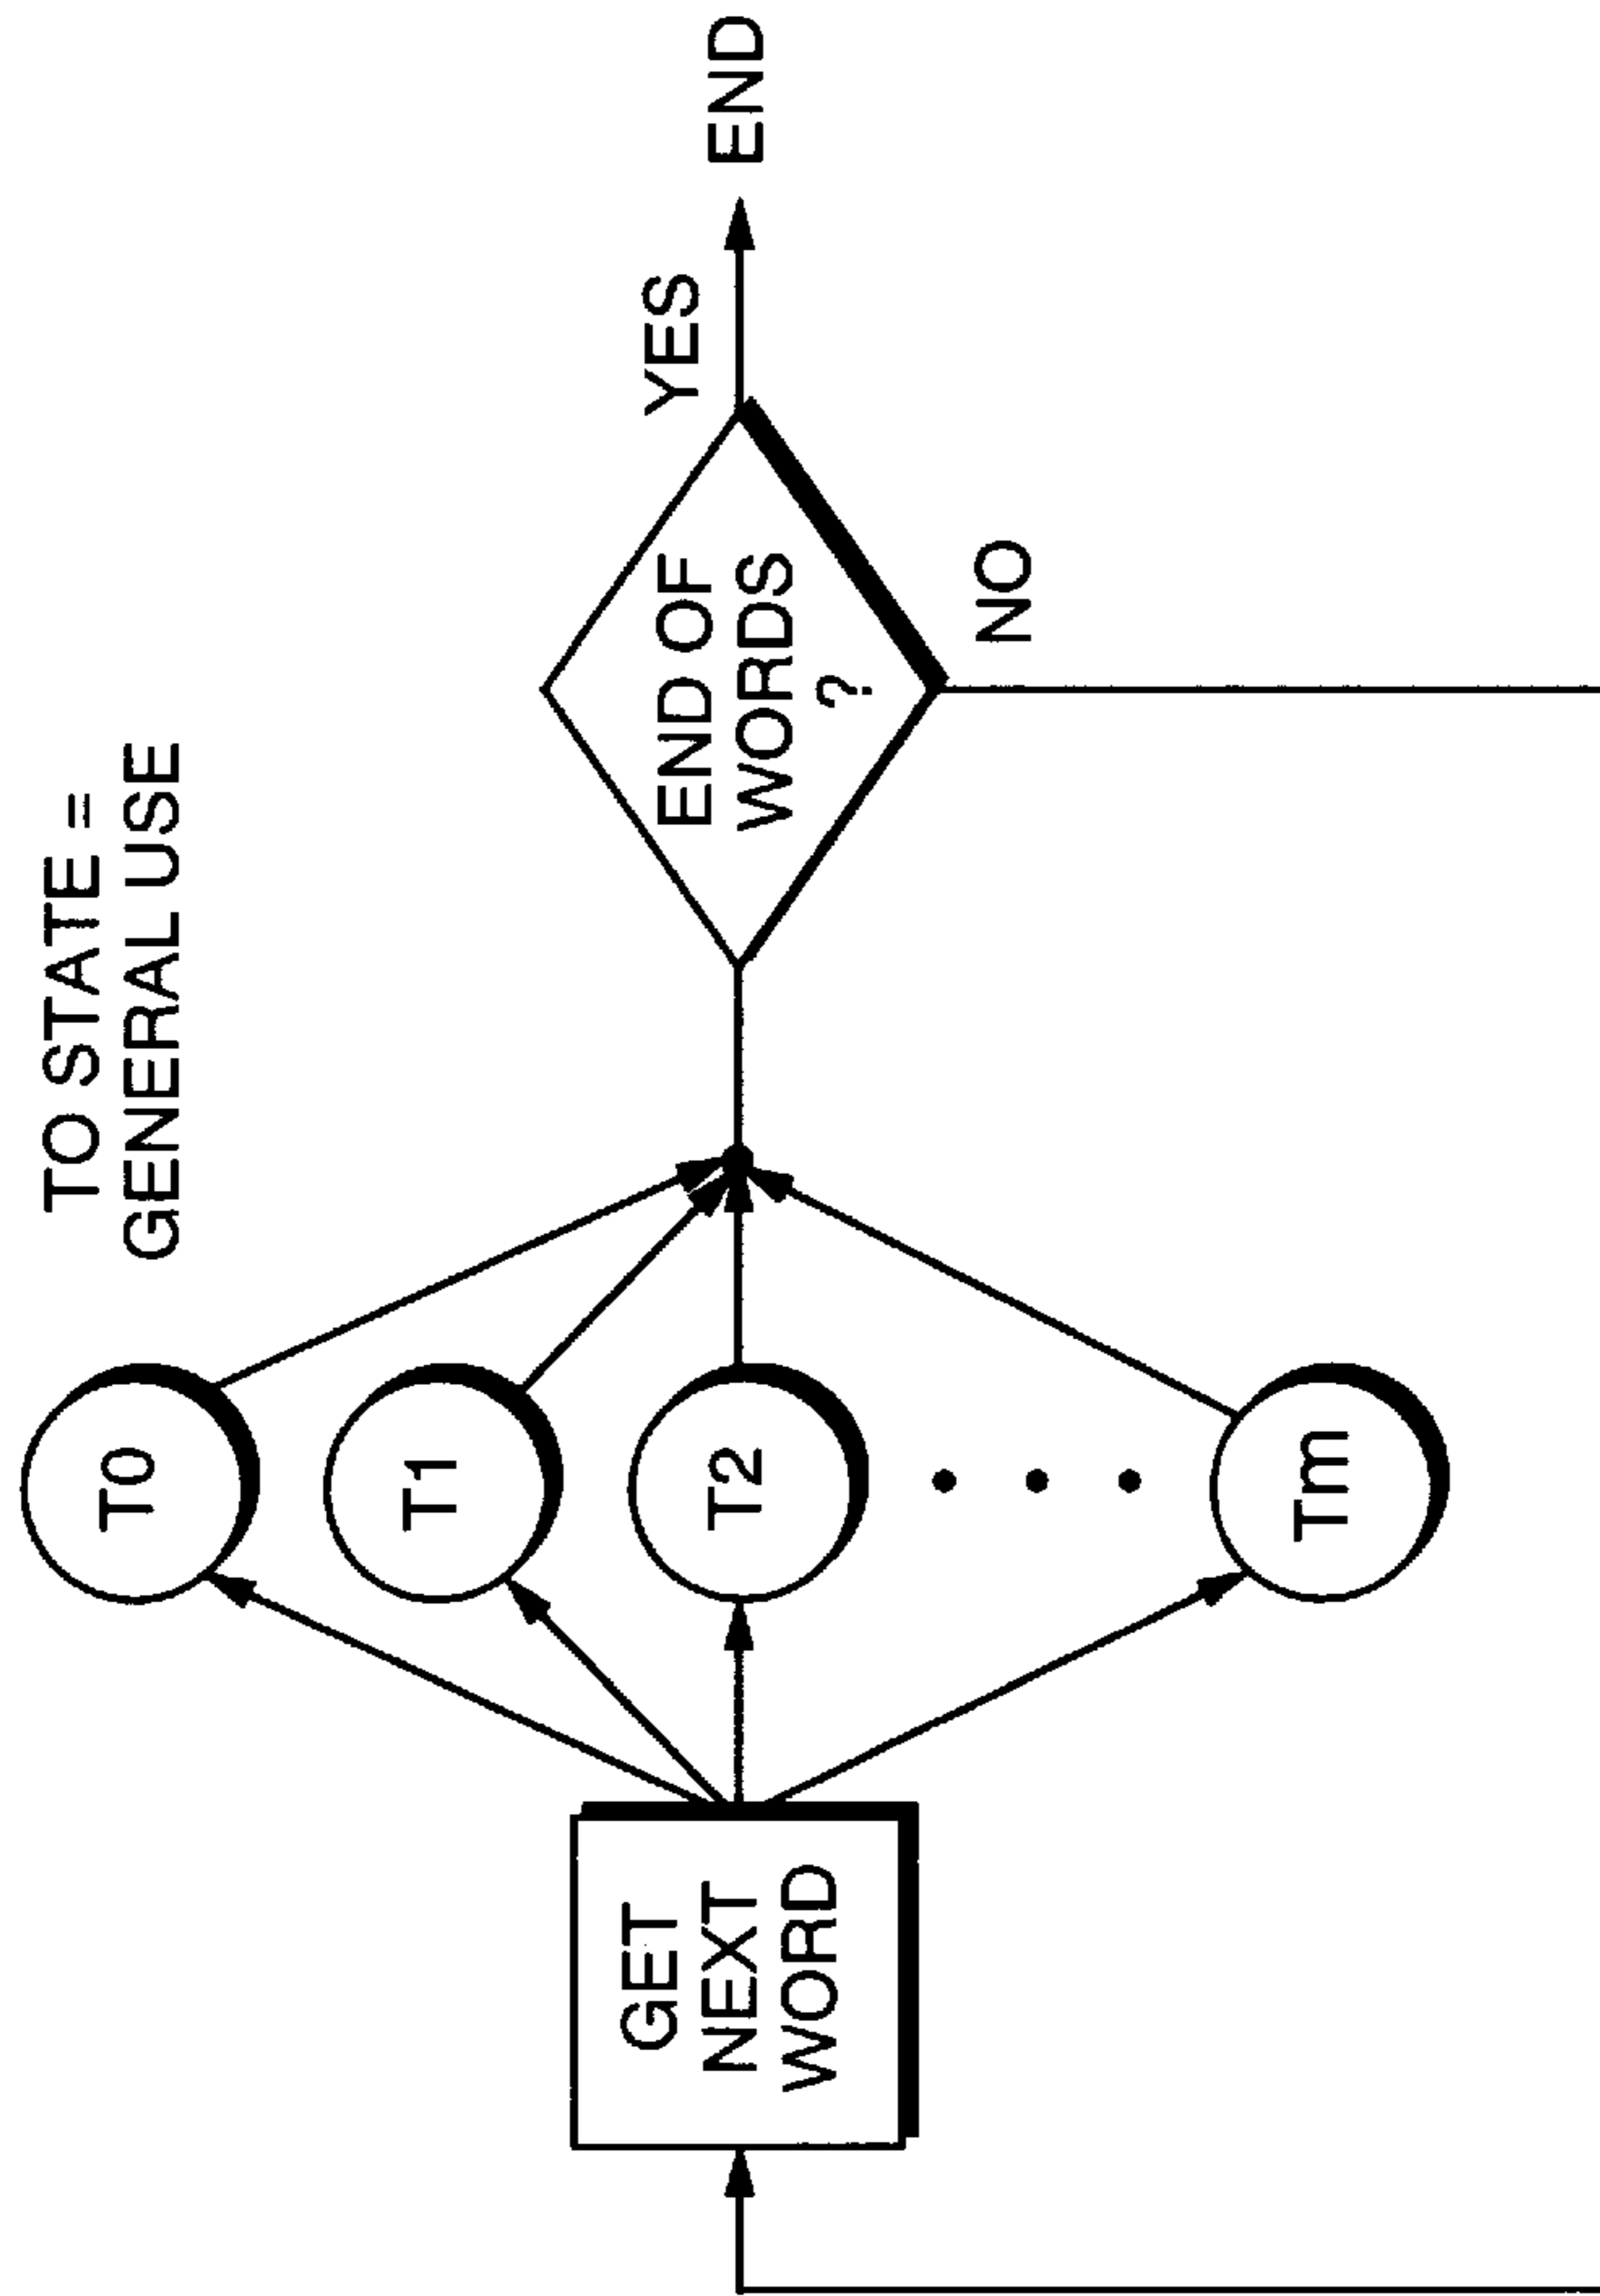 TO STATE =
GENERAL USE
T0
T1
T2
Tm
GET
NEXT
WORD
END OF
WORDS
?
YES
END
NO